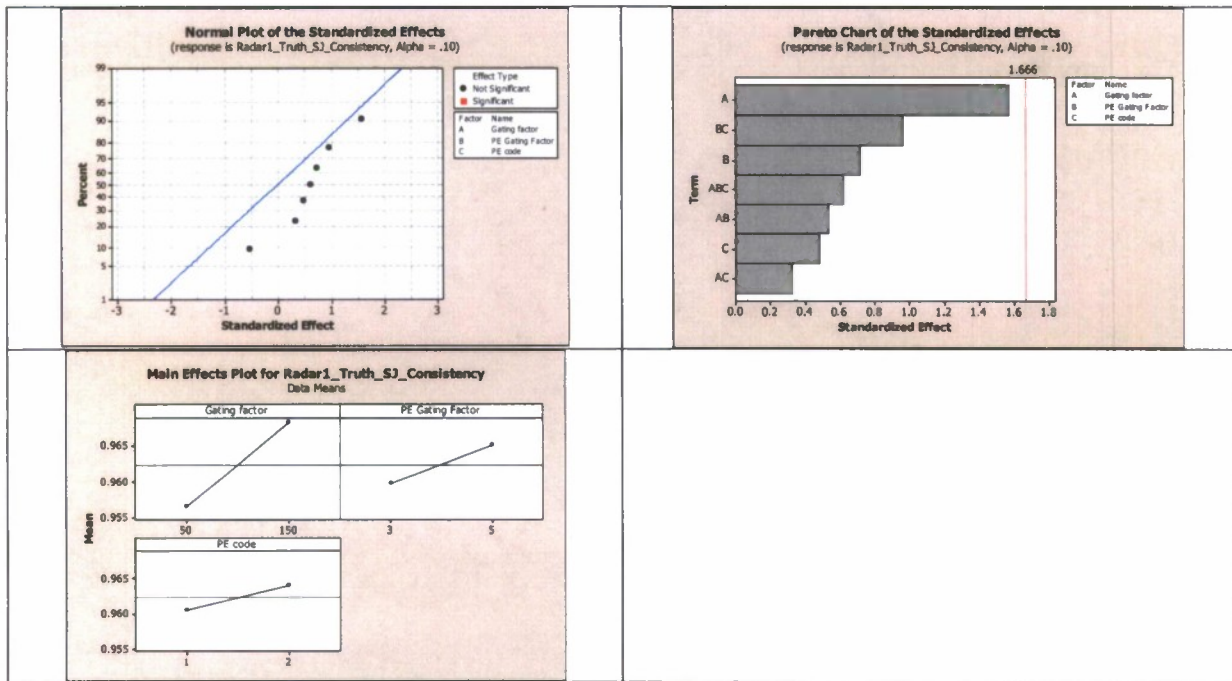 Normal Plot of the Standardized Effects
(response is Radar1_Truth_SJ_Consistency, Alpha = .10)
99
95
90
80
70
60
50
40
30
20
10
5
1
Percent
-3 -2 -1 0 1 2 3
Standardized Effect
Effect Type
Not Significant
Significant
Factor Name
A Gating factor
B PE Gating Factor
C PE code
Pareto Chart of the Standardized Effects
(response is Radar1_Truth_SJ_Consistency, Alpha = .10)
1.666
A
BC
B
ABC
AB
C
AC
Term
0.0 0.2 0.4 0.6 0.8 1.0 1.2 1.4 1.6 1.8
Standardized Effect
Factor Name
A Gating factor
B PE Gating Factor
C PE code
Main Effects Plot for Radar1_Truth_SJ_Consistency
Data Means
Gating factor PE Gating Factor
0.965
0.960
0.955
50 150 3 5
Mean
PE code
0.965
0.960
0.955
1 2